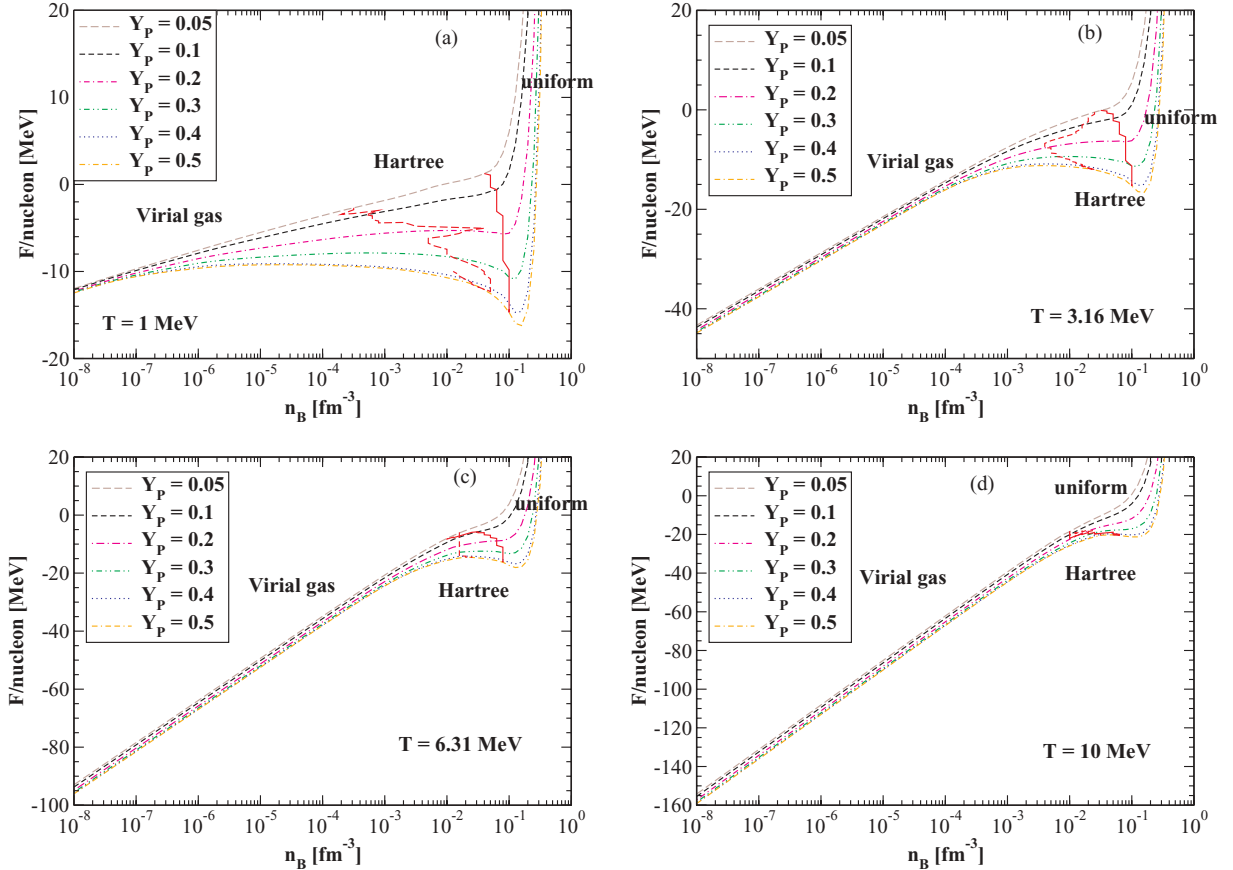 (a)
Y_P = 0.05
Y_P = 0.1
Y_P = 0.2
Y_P = 0.3
Y_P = 0.4
Y_P = 0.5
uniform
Hartree
Virial gas
T = 1 MeV
F/nucleon [MeV]
20
10
0
-10
-20
10^-8
10^-7
10^-6
10^-5
10^-4
10^-3
10^-2
10^-1
10^0
n_B [fm^-3]
(b)
Y_P = 0.05
Y_P = 0.1
Y_P = 0.2
Y_P = 0.3
Y_P = 0.4
Y_P = 0.5
uniform
Virial gas
Hartree
T = 3.16 MeV
F/nucleon [MeV]
20
0
-20
-40
10^-8
10^-7
10^-6
10^-5
10^-4
10^-3
10^-2
10^-1
10^0
n_B [fm^-3]
(c)
Y_P = 0.05
Y_P = 0.1
Y_P = 0.2
Y_P = 0.3
Y_P = 0.4
Y_P = 0.5
uniform
Virial gas
Hartree
T = 6.31 MeV
F/nucleon [MeV]
20
0
-20
-40
-60
-80
-100
10^-8
10^-7
10^-6
10^-5
10^-4
10^-3
10^-2
10^-1
10^0
n_B [fm^-3]
(d)
Y_P = 0.05
Y_P = 0.1
Y_P = 0.2
Y_P = 0.3
Y_P = 0.4
Y_P = 0.5
uniform
Virial gas
Hartree
T = 10 MeV
F/nucleon [MeV]
20
0
-20
-40
-60
-80
-100
-120
-140
-160
10^-8
10^-7
10^-6
10^-5
10^-4
10^-3
10^-2
10^-1
10^0
n_B [fm^-3]